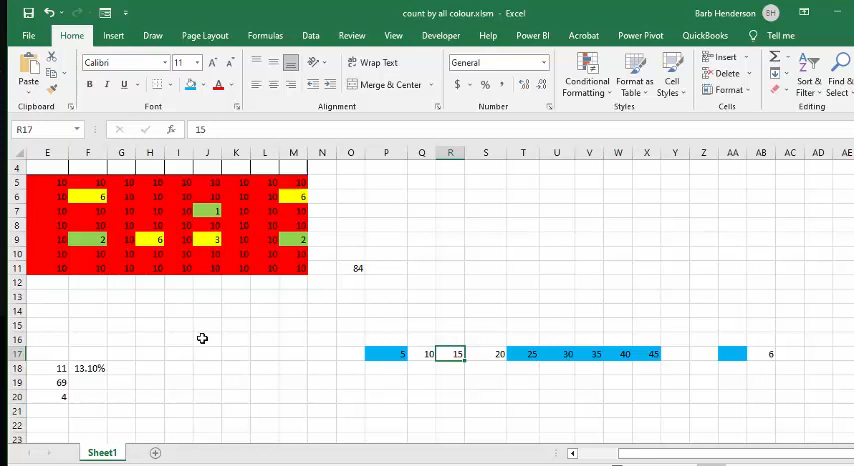 count by all colour.xlsm - Excel
Barb Henderson BH
File Home Insert Draw Page Layout Formulas Data Review View Developer Help Power BI Acrobat Power Pivot QuickBooks Tell me
Paste
Clipboard
Calibri 11
B I U
Font
Wrap Text
Merge & Center
Alignment
General
$ % ,
Number
Conditional Formatting
Format as Table
Cell Styles
Styles
Insert
Delete
Format
Cells
Sort & Filter
Find & Select
Editing
R17 fx 15
E F G H I J K L M N O P Q R S T U V W X Y Z AA AB AC AD AE
4
5 10 10 10 10 10 10 10 10 10
6 10 6 10 10 10 10 10 10 6
7 10 10 10 10 10 1 10 10 10
8 10 10 10 10 10 10 10 10 10
9 10 2 10 6 10 3 10 10 2
10 10 10 10 10 10 10 10 10 10
11 10 10 10 10 10 10 10 10 10 84
12
13
14
15
16
17 5 10 15 20 25 30 35 40 45 6
18 11 13.10%
19 69
20 4
21
22
23
Sheet1